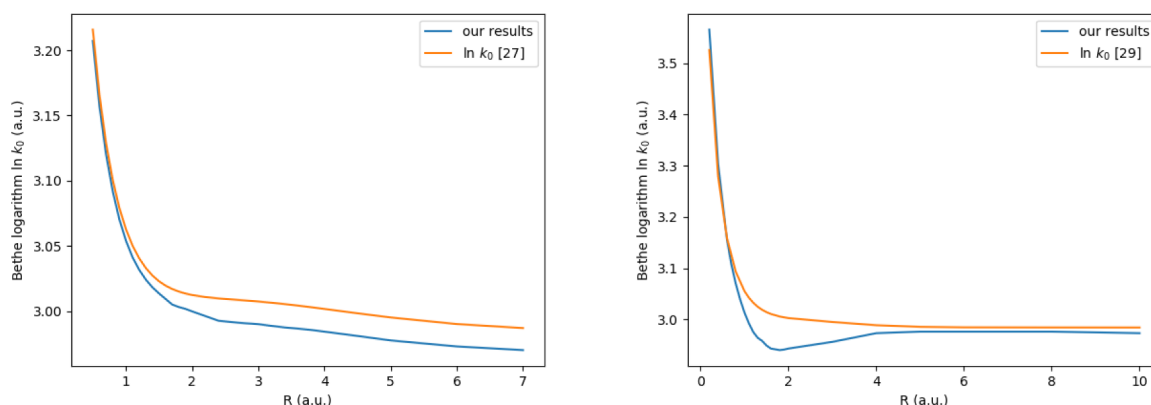 our results
ln k₀ [27]
Bethe logarithm ln k₀ (a.u.)
3.20
3.15
3.10
3.05
3.00
1 2 3 4 5 6 7
R (a.u.)
our results
ln k₀ [29]
Bethe logarithm ln k₀ (a.u.)
3.5
3.4
3.3
3.2
3.1
3.0
0 2 4 6 8 10
R (a.u.)